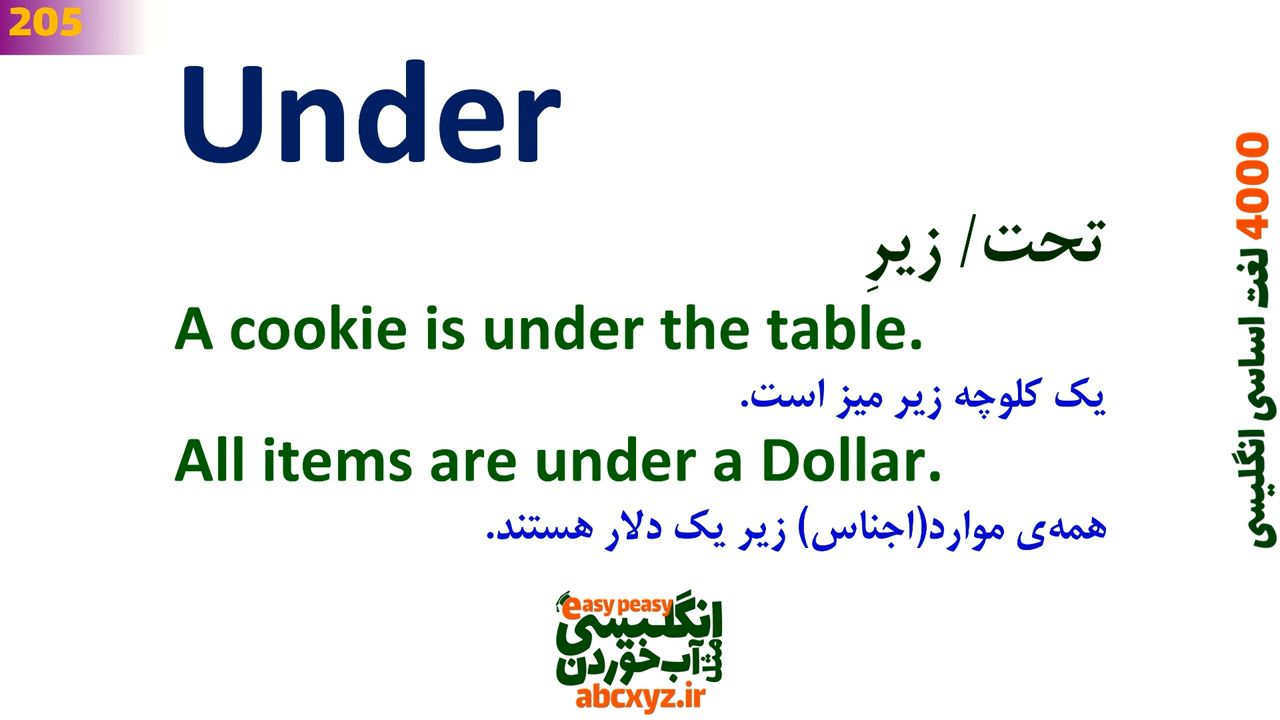 205
Under
تحت/ زیرِ
A cookie is under the table.
یک کلوچه زیر میز است.
All items are under a Dollar.
همه‌ی موارد(اجناس) زیر یک دلار هستند.
4000 لغت اساسی انگلیسی
easy peasy
انگلیسی
مثل آب خوردن
abcxyz.ir